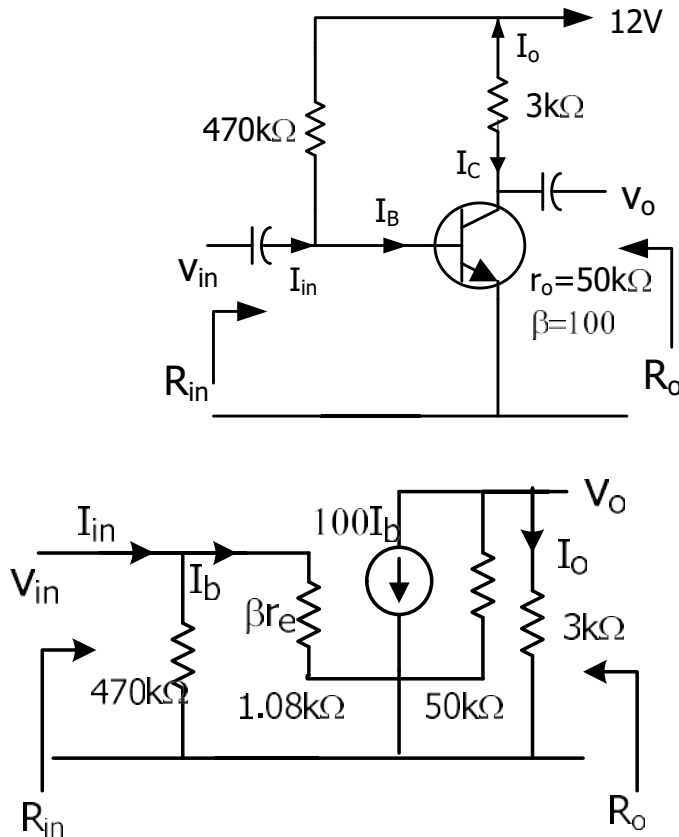 12V
I_o
470kΩ
3kΩ
I_C
I_B
v_o
v_in
I_in
r_o=50kΩ
β=100
R_in
R_o
I_in
100I_b
v_o
v_in
I_b
I_o
βr_e
3kΩ
470kΩ
1.08kΩ
50kΩ
R_in
R_o